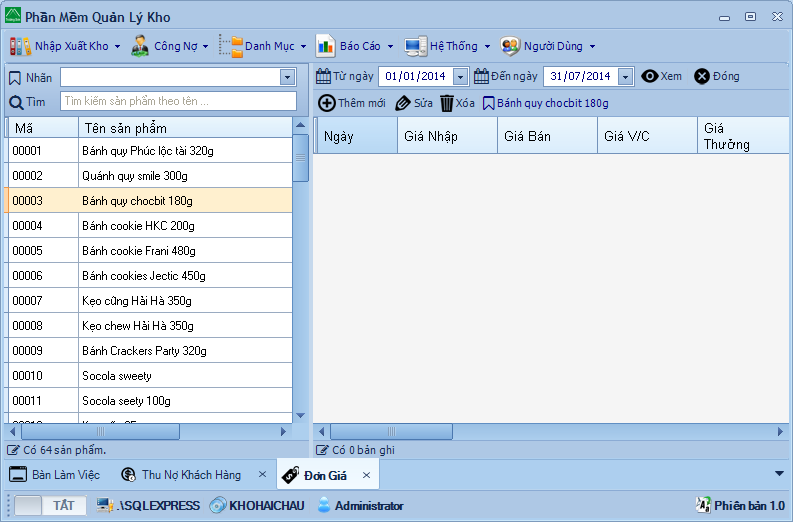 Phần Mềm Quản Lý Kho
Nhập Xuất Kho Công Nợ Danh Mục Báo Cáo Hệ Thống Người Dùng
Nhãn
Tìm Tìm kiếm sản phẩm theo tên ...
Mã Tên sản phẩm
00001 Bánh quy Phúc lộc tài 320g
00002 Quánh quy smile 300g
00003 Bánh quy chocbit 180g
00004 Bánh cookie HKC 200g
00005 Bánh cookie Frani 480g
00006 Bánh cookies Jectic 450g
00007 Kẹo cứng Hải Hà 350g
00008 Kẹo chew Hải Hà 350g
00009 Bánh Crackers Party 320g
00010 Socola sweety
00011 Socola seety 100g
Có 64 sản phẩm.
Từ ngày 01/01/2014 Đến ngày 31/07/2014 Xem Đóng
Thêm mới Sửa Xóa Bánh quy chocbit 180g
Ngày Giá Nhập Giá Bán Giá V/C Giá
Thưởng
Có 0 bản ghi
Bàn Làm Việc Thu Nợ Khách Hàng Đơn Giá
TẮT .\SQLEXPRESS KHOHAICHAU Administrator Phiên bản 1.0